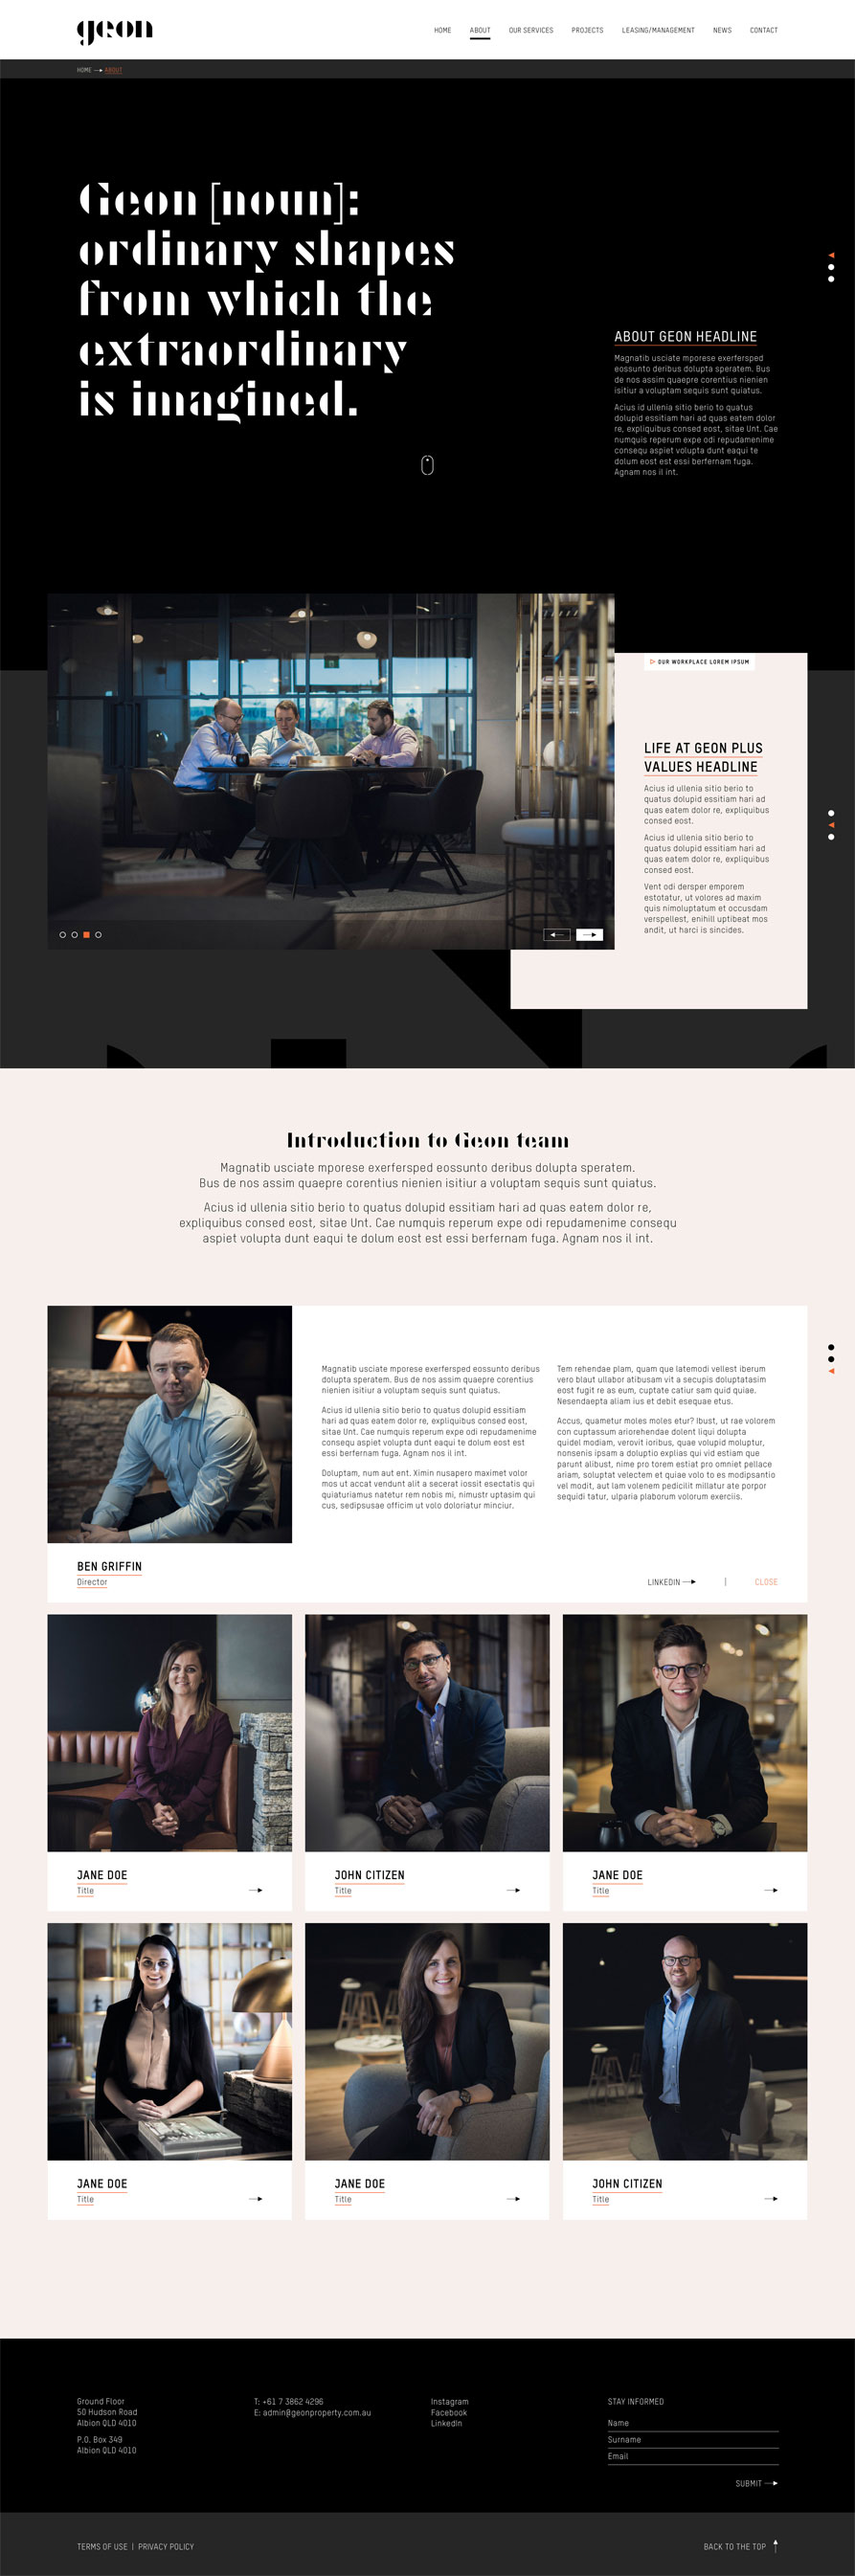 geon
HOME ABOUT OUR SERVICES PROJECTS LEASING/MANAGEMENT NEWS CONTACT
HOME ABOUT
Geon [noun]:
ordinary shapes
from which the
extraordinary
is imagined.
ABOUT GEON HEADLINE
Magnatib usciate mporese exerfersped
eossunto deribus dolupta speratem. Bus
de nos assim quaepre corentius nienien
isitiur a voluptam sequis sunt quiatus.
Acius id ullenia sitio berio to quatus
dolupid essitiam hari ad quas eatem dolor
re, expliquibus consed eost, sitae Unt. Cae
numquis reperum expe odi repudamenime
consequ aspiet volupta dunt eaqui te
dolum eost est essi berfernam fuga.
Agnam nos il int.
OUR WORKPLACE LOREM IPSUM
LIFE AT GEON PLUS
VALUES HEADLINE
Acius id ullenia sitio berio to
quatus dolupid essitiam hari ad
quas eatem dolor re, expliquibus
consed eost.
Acius id ullenia sitio berio to
quatus dolupid essitiam hari ad
quas eatem dolor re, expliquibus
consed eost.
Vent odi dersper emporem
estotatur, ut volores ad maxim
quis nimoluptatum et occusdam
verspellest, enihill uptibeat mos
andit, ut harci is sincides.
Introduction to Geon team
Magnatib usciate mporese exerfersped eossunto deribus dolupta speratem.
Bus de nos assim quaepre corentius nienien isitiur a voluptam sequis sunt quiatus.
Acius id ullenia sitio berio to quatus dolupid essitiam hari ad quas eatem dolor re,
expliquibus consed eost, sitae Unt. Cae numquis reperum expe odi repudamenime consequ
aspiet volupta dunt eaqui te dolum eost est essi berfernam fuga. Agnam nos il int.
Magnatib usciate mporese exerfersped eossunto deribus
dolupta speratem. Bus de nos assim quaepre corentius
nienien isitiur a voluptam sequis sunt quiatus.
Acius id ullenia sitio berio to quatus dolupid essitiam
hari ad quas eatem dolor re, expliquibus consed eost,
sitae Unt. Cae numquis reperum expe odi repudamenime
consequ aspiet volupta dunt eaqui te dolum eost est
essi berfernam fuga. Agnam nos il int.
Doluptam, num aut ent. Ximin nusapero maximet volor
mos ut accat vendunt alit a secerat iossit esectatis qui
quiaturiamus natetur rem nobis mi, nimustr uptasim qui
cus, sedipsusae officim ut volo doloriatur minciur.
Tem rehendae plam, quam que latemodi vellest iberum
vero blaut ullabor atibusam vit a secupis doluptatasim
eost fugit re as eum, cuptate catiur sam quid quiae.
Nesendaepta aliam ius et debit esequae etus.
Accus, quametur moles moles etur? Ibust, ut rae volorem
con cuptassum ariorehendae dolent liqui dolupta
quidel modiam, verovit ioribus, quae volupid moluptur,
nonsenis ipsam a doluptio explias qui vid estiam que
parunt alibust, nime pro torem estiat pro omniet pellace
ariam, soluptat velectem et quiae volo to es modipsantio
vel modit, aut lam volenem pedicilit millatur ate porpor
sequidi tatur, ulparia plaborum volorum exerciis.
BEN GRIFFIN
Director
LINKEDIN | CLOSE
JANE DOE
Title
JOHN CITIZEN
Title
JANE DOE
Title
JANE DOE
Title
JANE DOE
Title
JOHN CITIZEN
Title
Ground Floor
50 Hudson Road
Albion QLD 4010
P.O. Box 349
Albion QLD 4010
T: +61 7 3862 4296
E: admin@geonproperty.com.au
Instagram
Facebook
LinkedIn
STAY INFORMED
Name
Surname
Email
SUBMIT
TERMS OF USE | PRIVACY POLICY
BACK TO THE TOP